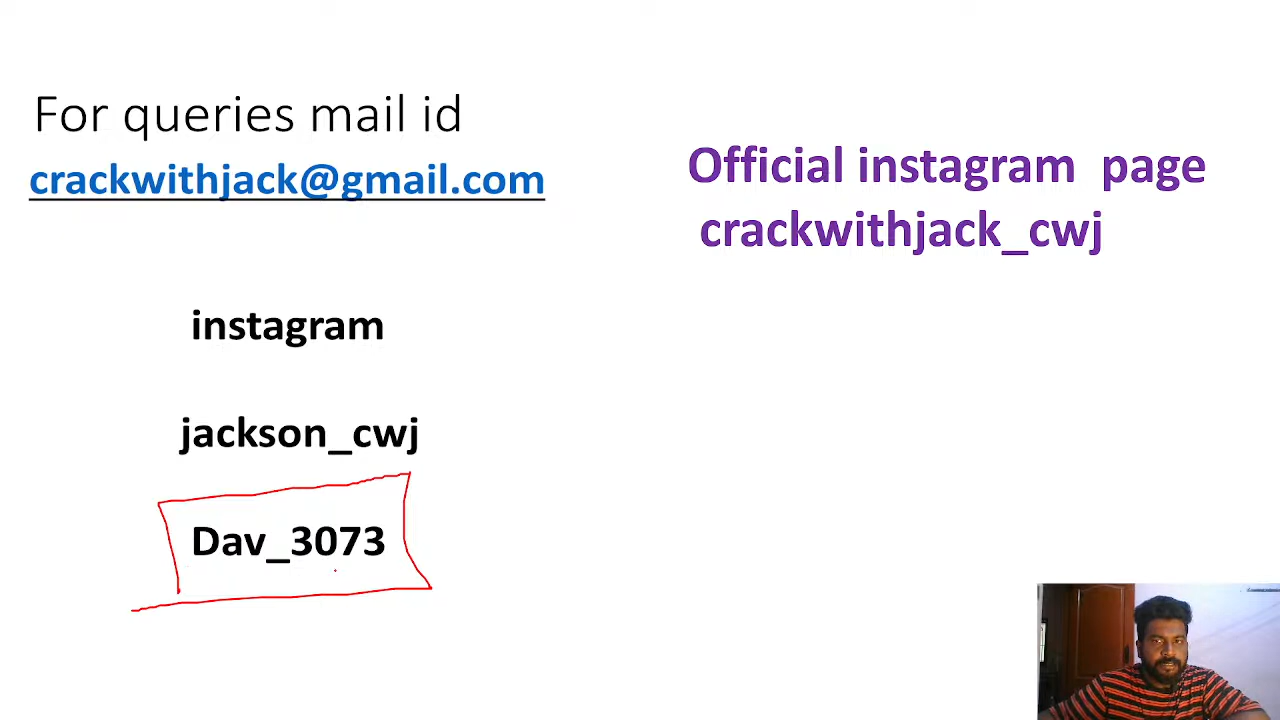 For queries mail id
crackwithjack@gmail.com
Official instagram page
crackwithjack_cwj
instagram
jackson_cwj
Dav_3073